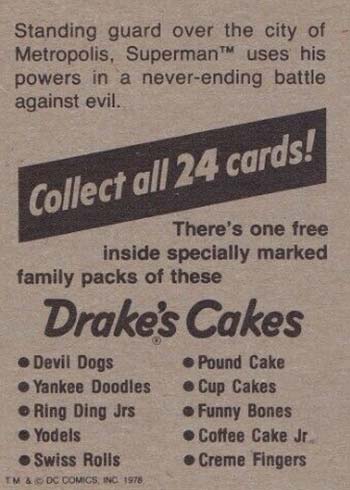 Standing guard over the city of
Metropolis, Superman™ uses his
powers in a never-ending battle
against evil.
Collect all 24 cards!
There's one free
inside specially marked
family packs of these
Drake's® Cakes
● Devil Dogs
● Yankee Doodles
● Ring Ding Jrs
● Yodels
● Swiss Rolls
● Pound Cake
● Cup Cakes
● Funny Bones
● Coffee Cake Jr.
● Creme Fingers
TM & © DC COMICS, INC. 1978